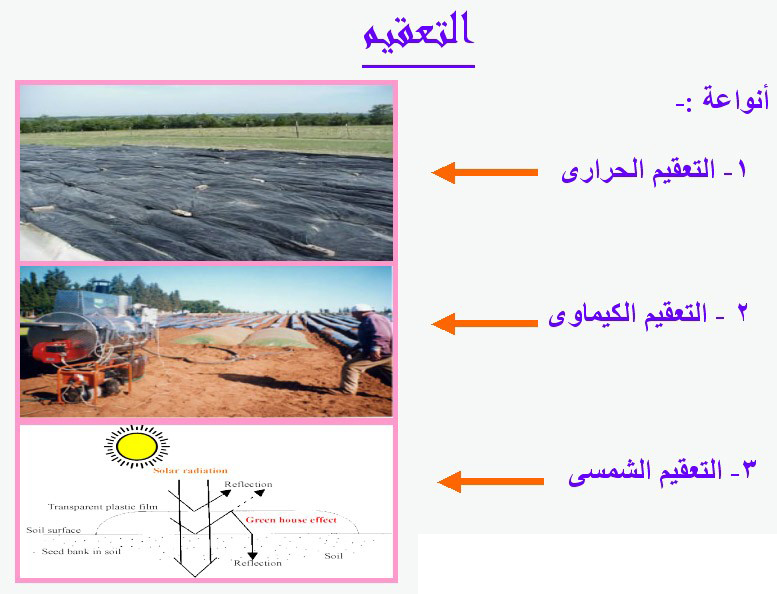 التعقيم
أنواعة :-
١- التعقيم الحرارى
٢ - التعقيم الكيماوى
٣- التعقيم الشمسى
Solar radiation
Reflection
Transparent plastic film
Green house effect
Soil surface
Seed bank in soil
Soil
Reflection